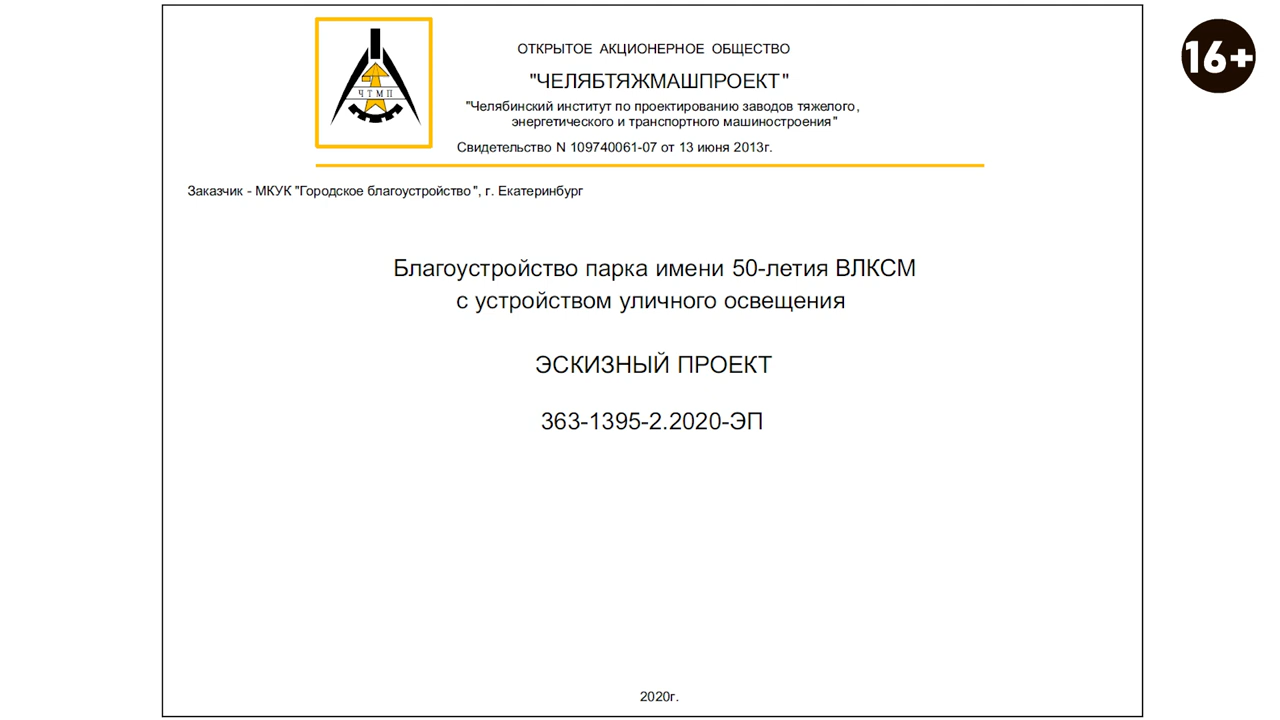 16+
ЧТМП
ОТКРЫТОЕ АКЦИОНЕРНОЕ ОБЩЕСТВО
"ЧЕЛЯБТЯЖМАШПРОЕКТ"
"Челябинский институт по проектированию заводов тяжелого,
энергетического и транспортного машиностроения"
Свидетельство N 109740061-07 от 13 июня 2013г.
Заказчик - МКУК "Городское благоустройство", г. Екатеринбург
Благоустройство парка имени 50-летия ВЛКСМ
с устройством уличного освещения
ЭСКИЗНЫЙ ПРОЕКТ
363-1395-2.2020-ЭП
2020г.